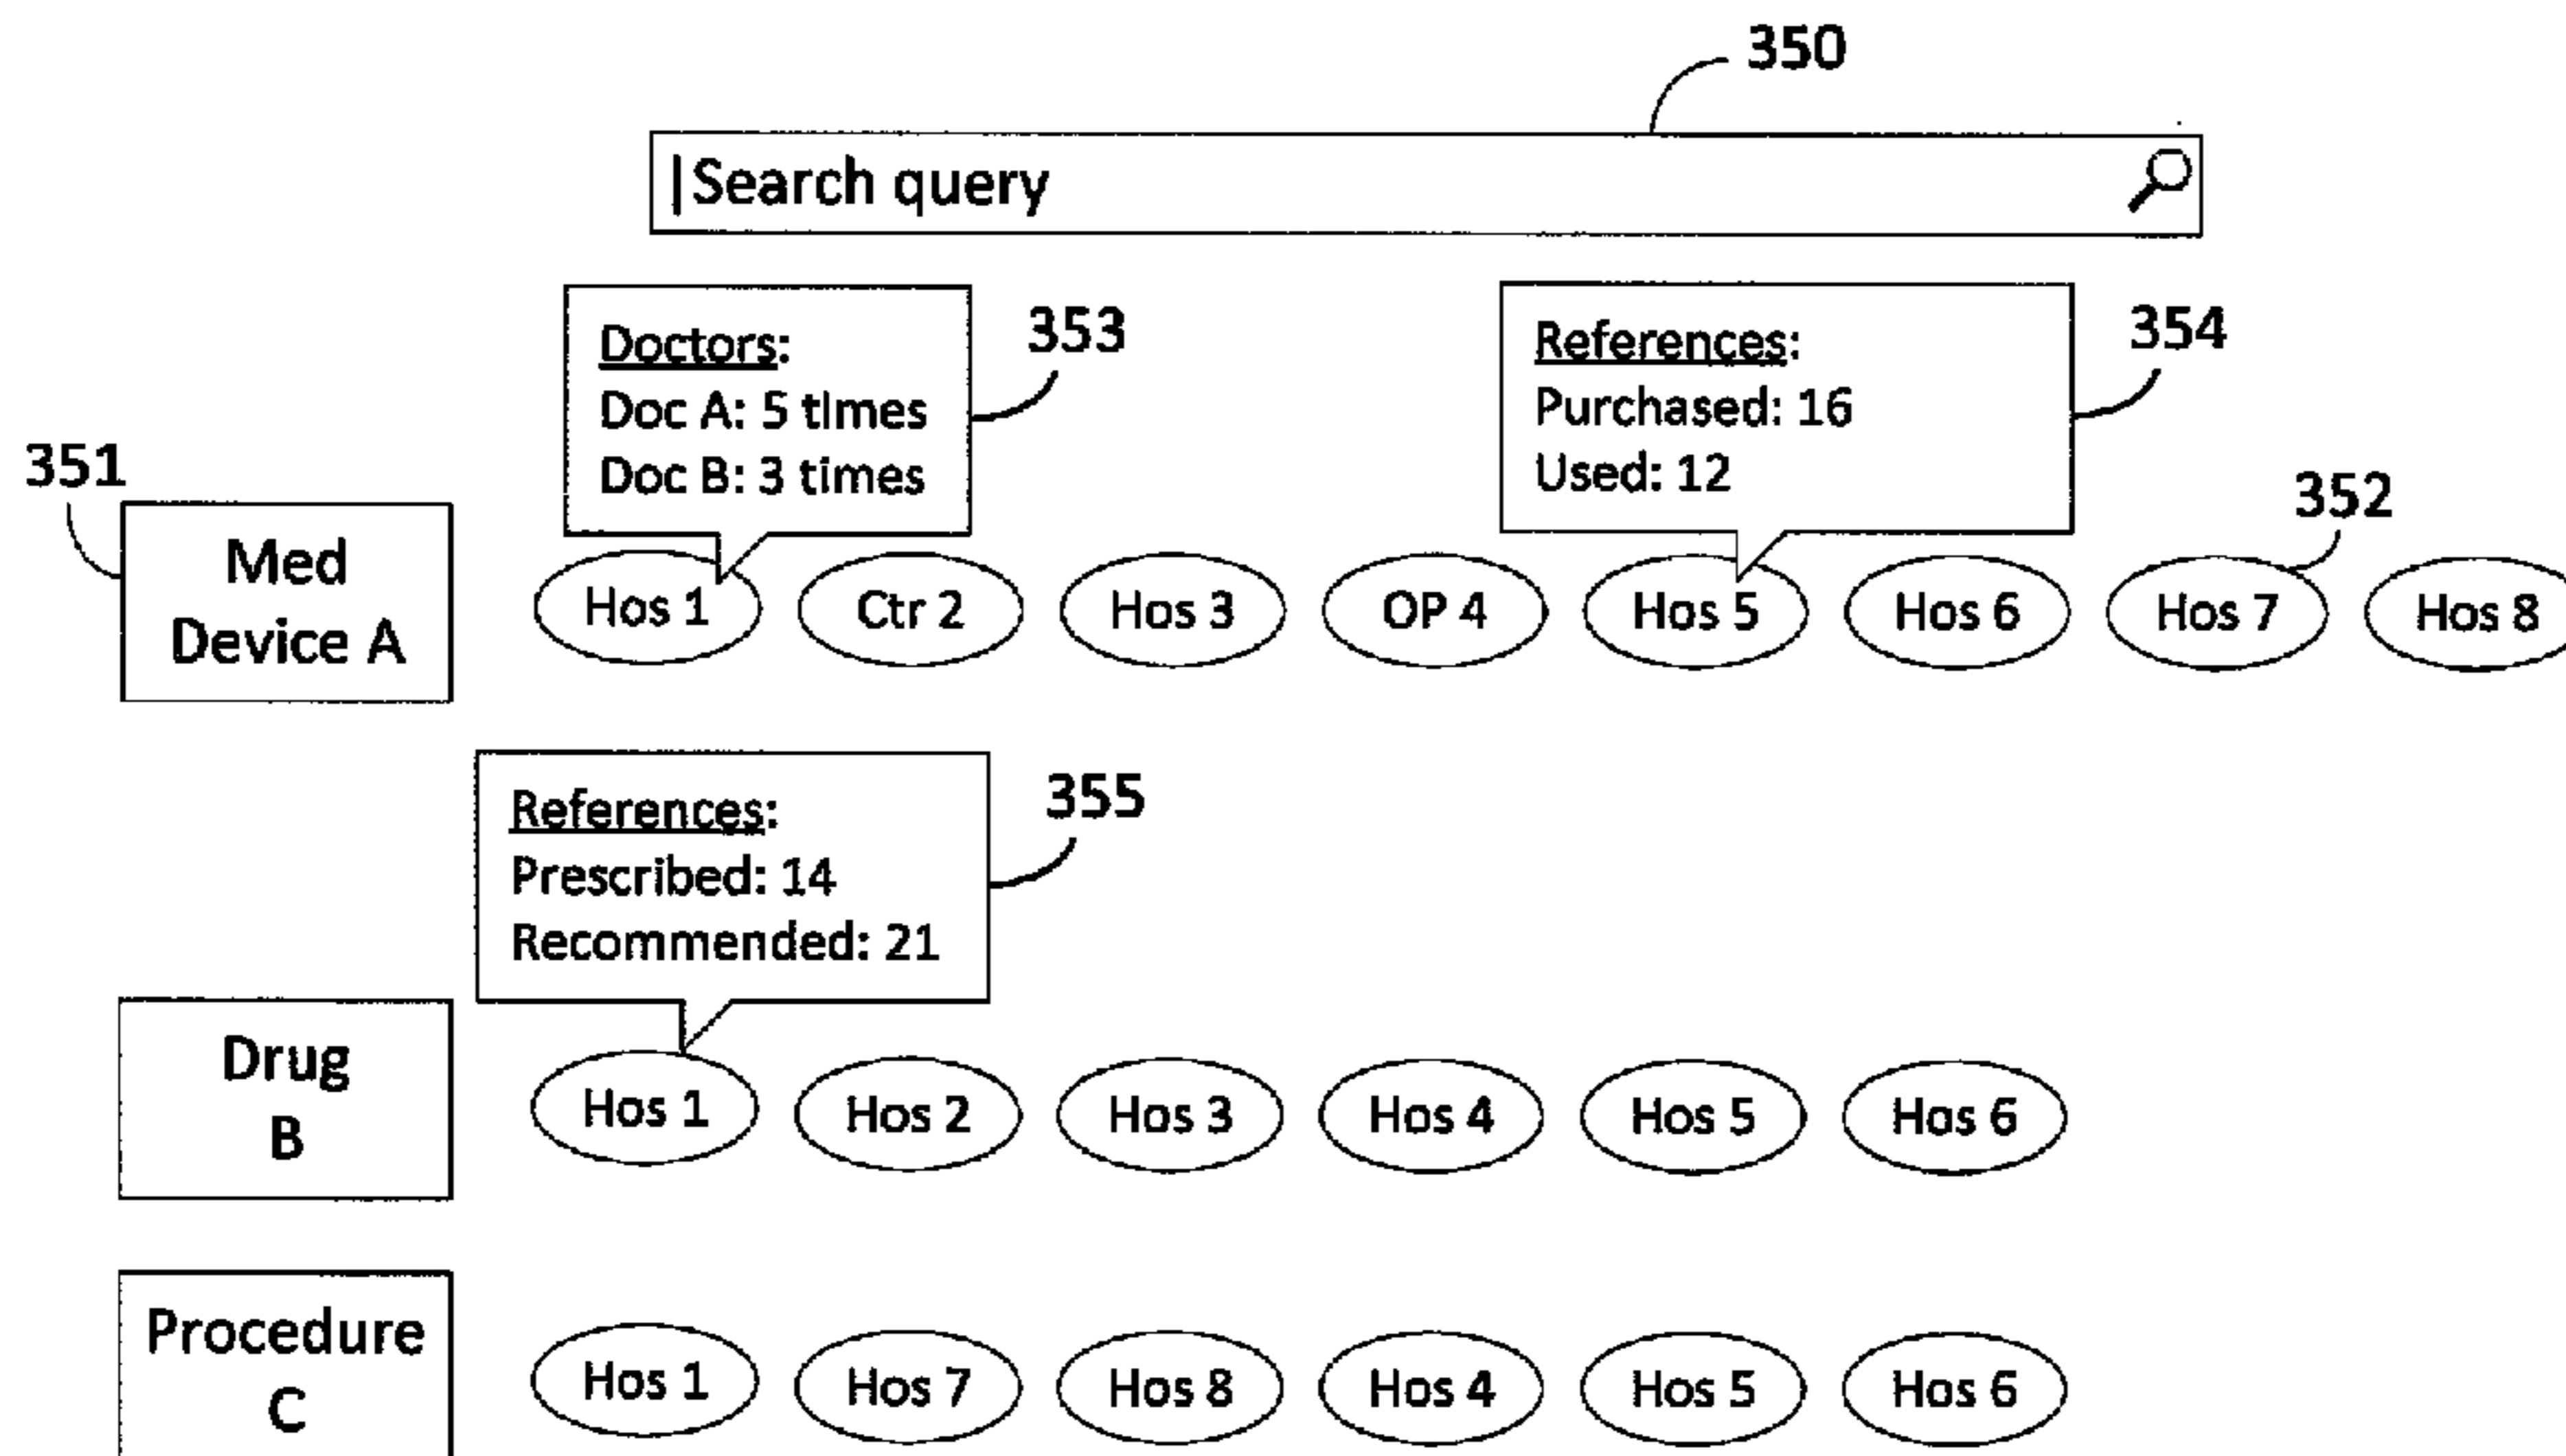 350
Search query
Doctors:
Doc A: 5 times
Doc B: 3 times
353
References:
Purchased: 16
Used: 12
354
351
352
Med
Device A
Hos 1
Ctr 2
Hos 3
OP 4
Hos 5
Hos 6
Hos 7
Hos 8
References:
Prescribed: 14
Recommended: 21
355
Drug
B
Hos 1
Hos 2
Hos 3
Hos 4
Hos 5
Hos 6
Procedure
C
Hos 1
Hos 7
Hos 8
Hos 4
Hos 5
Hos 6